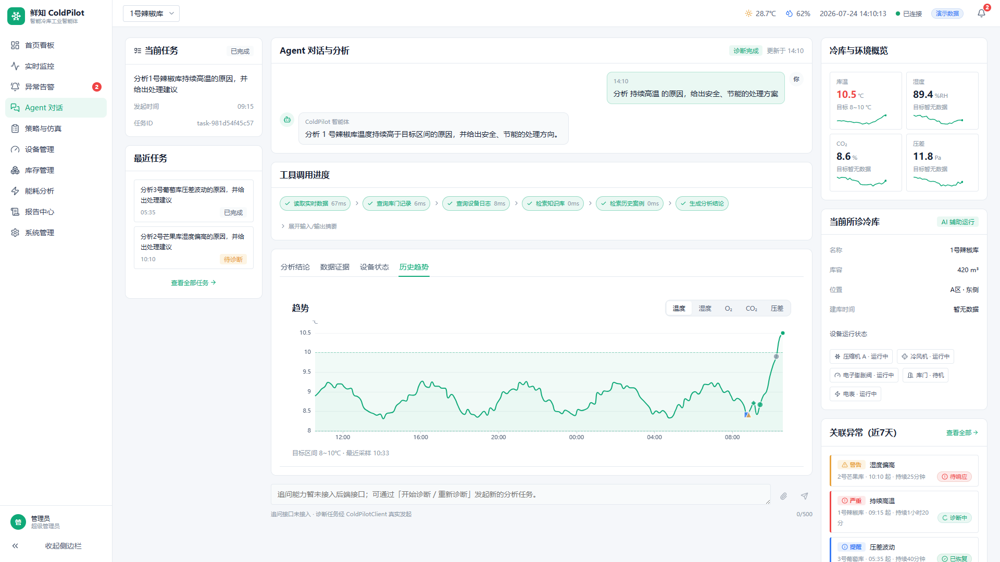 鲜知 ColdPilot
智能冷库工业智能体
首页看板
实时监控
异常告警
2
Agent 对话
策略与仿真
设备管理
库存管理
能耗分析
报告中心
系统管理
管
管理员
超级管理员
收起侧边栏
1号辣椒库
28.7℃
62%
2026-07-24 14:10:13
已连接
演示数据
2
当前任务
已完成
分析1号辣椒库持续高温的原因，并
给出处理建议
发起时间
09:15
任务ID
task-981d54f45c57
最近任务
分析3号葡萄库压差波动的原因，并给
出处理建议
05:35
已完成
分析2号芒果库湿度偏高的原因，并给
出处理建议
10:10
待诊断
查看全部任务
Agent 对话与分析
诊断完成
更新于 14:10
14:10
分析 持续高温 的原因，给出安全、节能的处理方案
你
ColdPilot 智能体
分析 1 号辣椒库温度持续高于目标区间的原因，并给出安全、节能的处理方向。
工具调用进度
读取实时数据 67ms
查询库门记录 6ms
查询设备日志 8ms
检索知识库 0ms
检索历史案例 0ms
生成分析结论
展开输入/输出摘要
分析结论
数据证据
设备状态
历史趋势
趋势
温度
湿度
O₂
CO₂
压差
℃
10.5
10
9.5
9
8.5
8
12:00
16:00
20:00
00:00
04:00
08:00
目标区间 8~10℃ · 最近采样 10:33
追问能力暂未接入后端接口；可通过「开始诊断 / 重新诊断」发起新的分析任务。
追问接口未接入 · 诊断任务经 ColdPilotClient 真实发起
0/500
冷库与环境概览
库温
10.5 ℃
目标 8~10 ℃
湿度
89.4 %RH
目标暂无数据
CO₂
8.6 %
目标暂无数据
压差
11.8 Pa
目标暂无数据
当前所诊冷库
AI 辅助运行
名称
1号辣椒库
库容
420 m³
位置
A区 · 东侧
建库时间
暂无数据
设备运行状态
压缩机 A · 运行中
冷风机 · 运行中
电子膨胀阀 · 运行中
库门 · 待机
电表 · 运行中
关联异常（近7天）
查看全部
警告
湿度偏高
2号芒果库 · 10:10 起 · 持续25分钟
待响应
严重
持续高温
1号辣椒库 · 09:15 起 · 持续1小时20
分
诊断中
提醒
压差波动
3号葡萄库 · 05:35 起 · 持续40分钟
已恢复